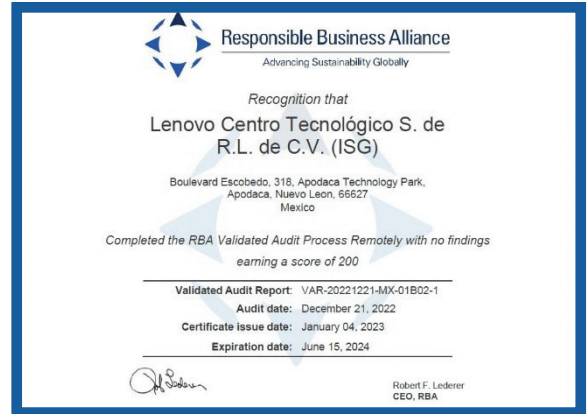 Responsible Business Alliance
Advancing Sustainability Globally
Recognition that
Lenovo Centro Tecnológico S. de
R.L. de C.V. (ISG)
Boulevard Escobedo, 318, Apodaca Technology Park,
Apodaca, Nuevo Leon, 66627
Mexico
Completed the RBA Validated Audit Process Remotely with no findings
earning a score of 200
Validated Audit Report: VAR-20221221-MX-01B02-1
Audit date: December 21, 2022
Certificate issue date: January 04, 2023
Expiration date: June 15, 2024
Robert F. Lederer
CEO, RBA